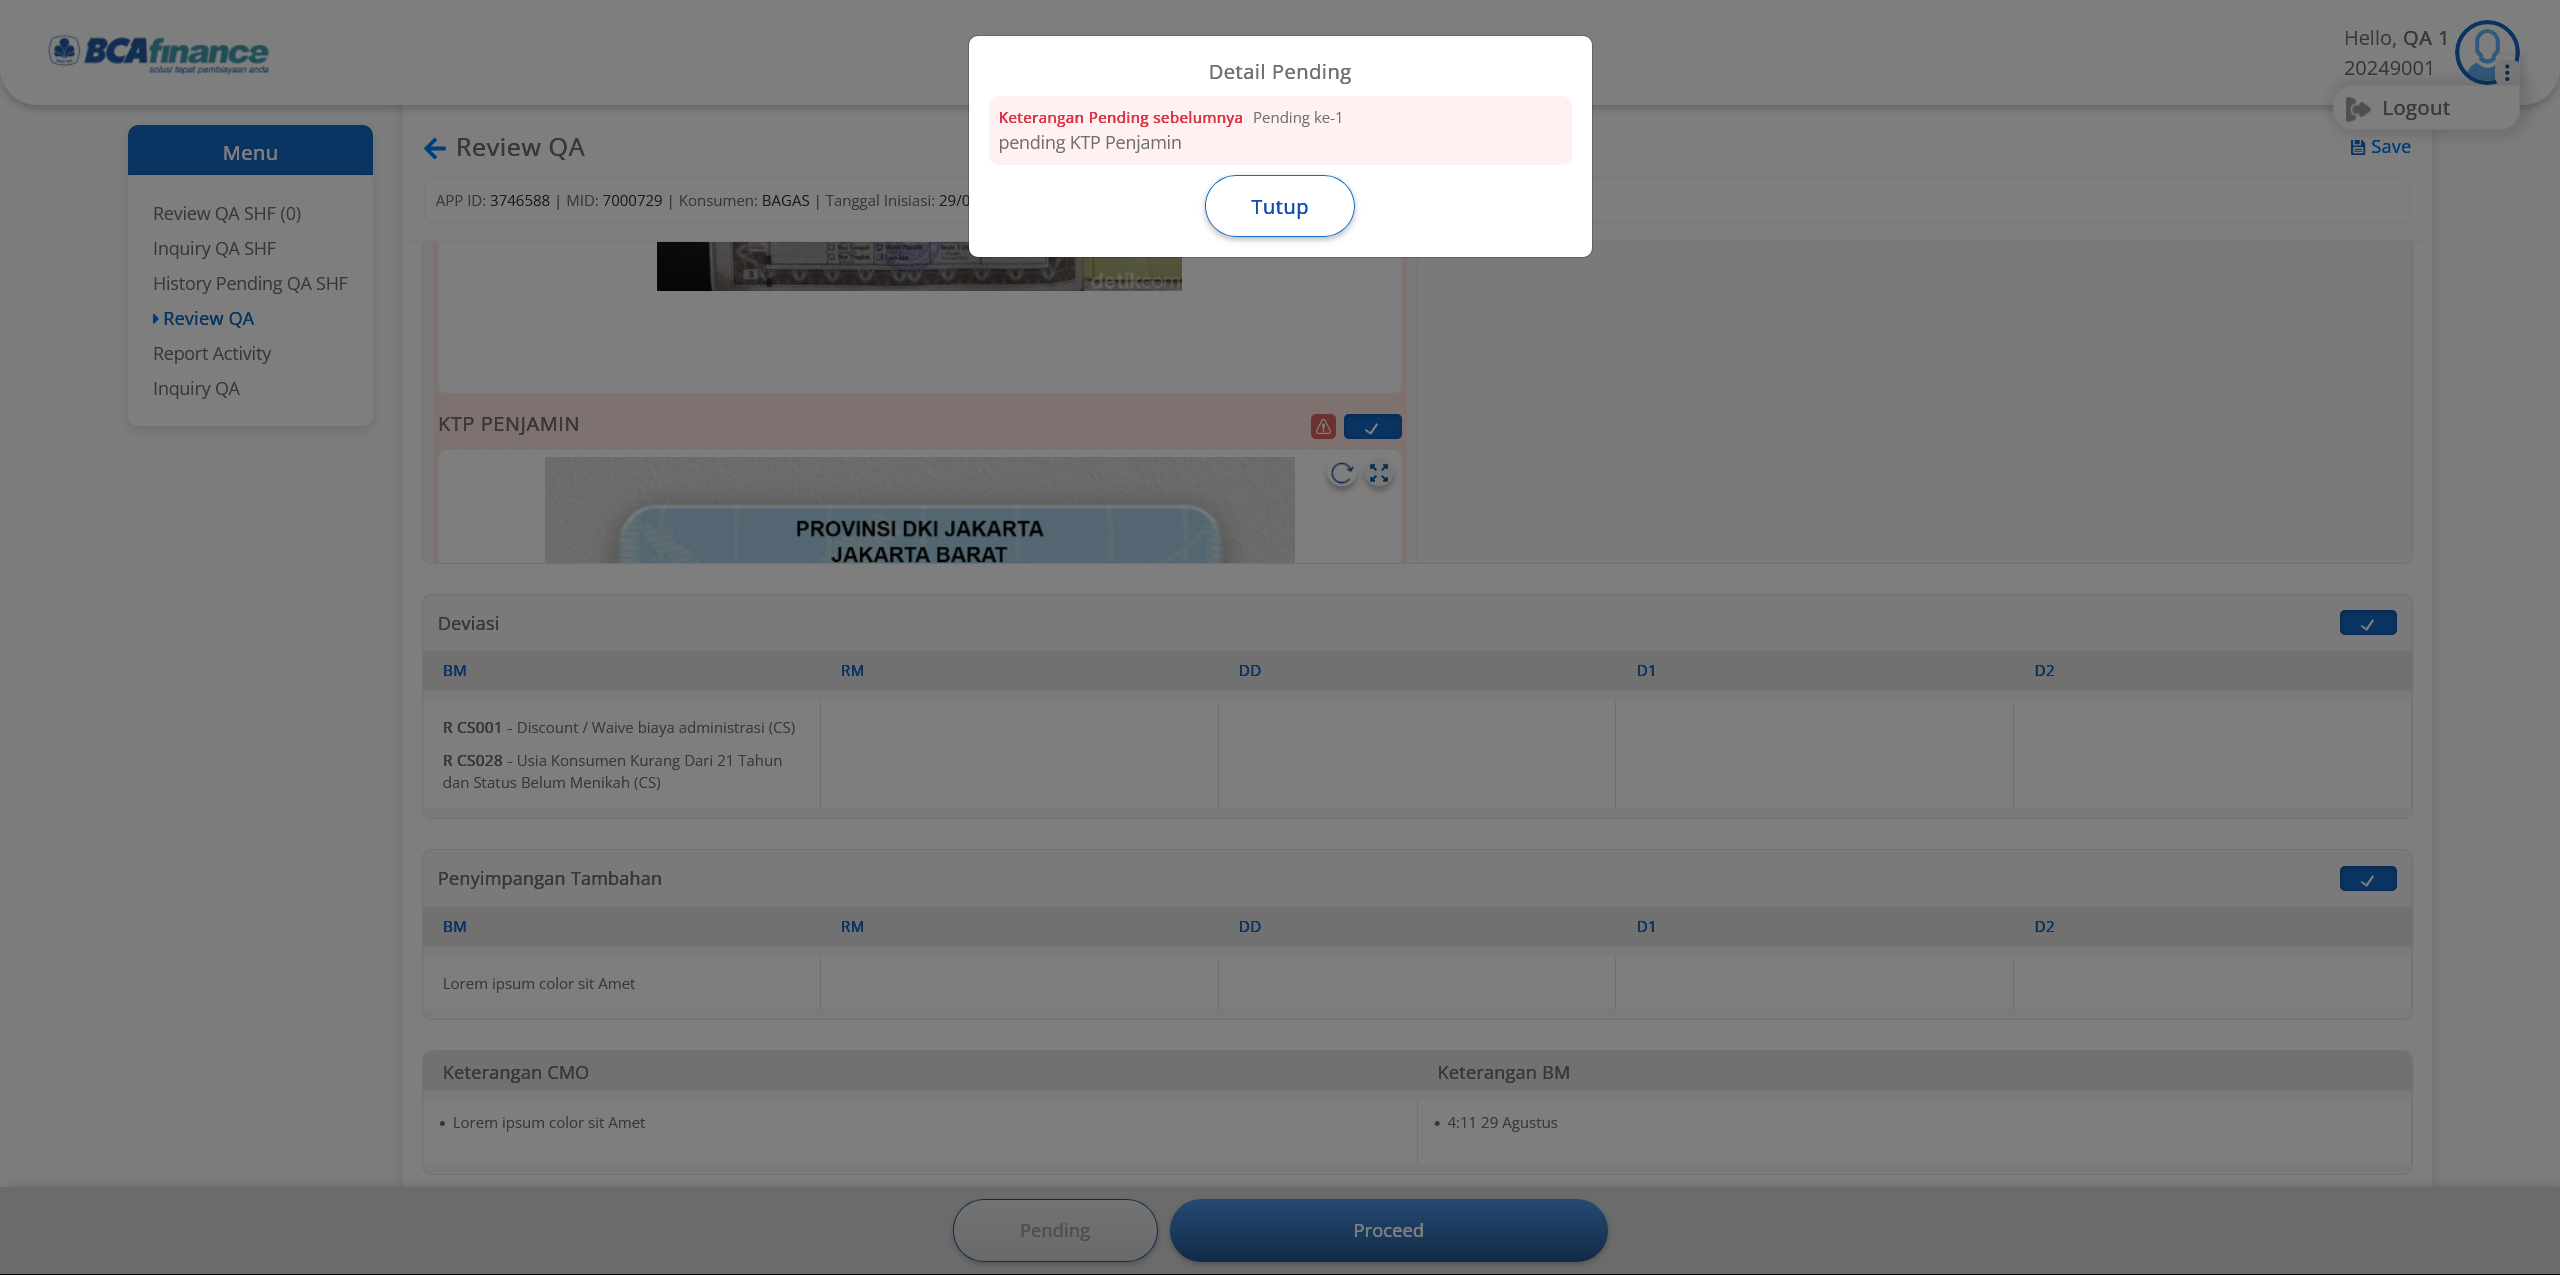 BCAfinance
solusi tepat pembiayaan anda
Hello, QA 1
20249001
Logout
Detail Pending
Keterangan Pending sebelumnya Pending ke-1
pending KTP Penjamin
Tutup
Menu
Review QA SHF (0)
Inquiry QA SHF
History Pending QA SHF
Review QA
Report Activity
Inquiry QA
Review QA
Save
APP ID: 3746588 | MID: 7000729 | Konsumen: BAGAS | Tanggal Inisiasi: 29/0
detikcom
KTP PENJAMIN
PROVINSI DKI JAKARTA
JAKARTA BARAT
Deviasi
BM RM DD D1 D2
R CS001 - Discount / Waive biaya administrasi (CS)
R CS028 - Usia Konsumen Kurang Dari 21 Tahun
dan Status Belum Menikah (CS)
Penyimpangan Tambahan
BM RM DD D1 D2
Lorem ipsum color sit Amet
Keterangan CMO Keterangan BM
• Lorem ipsum color sit Amet • 4:11 29 Agustus
Pending Proceed